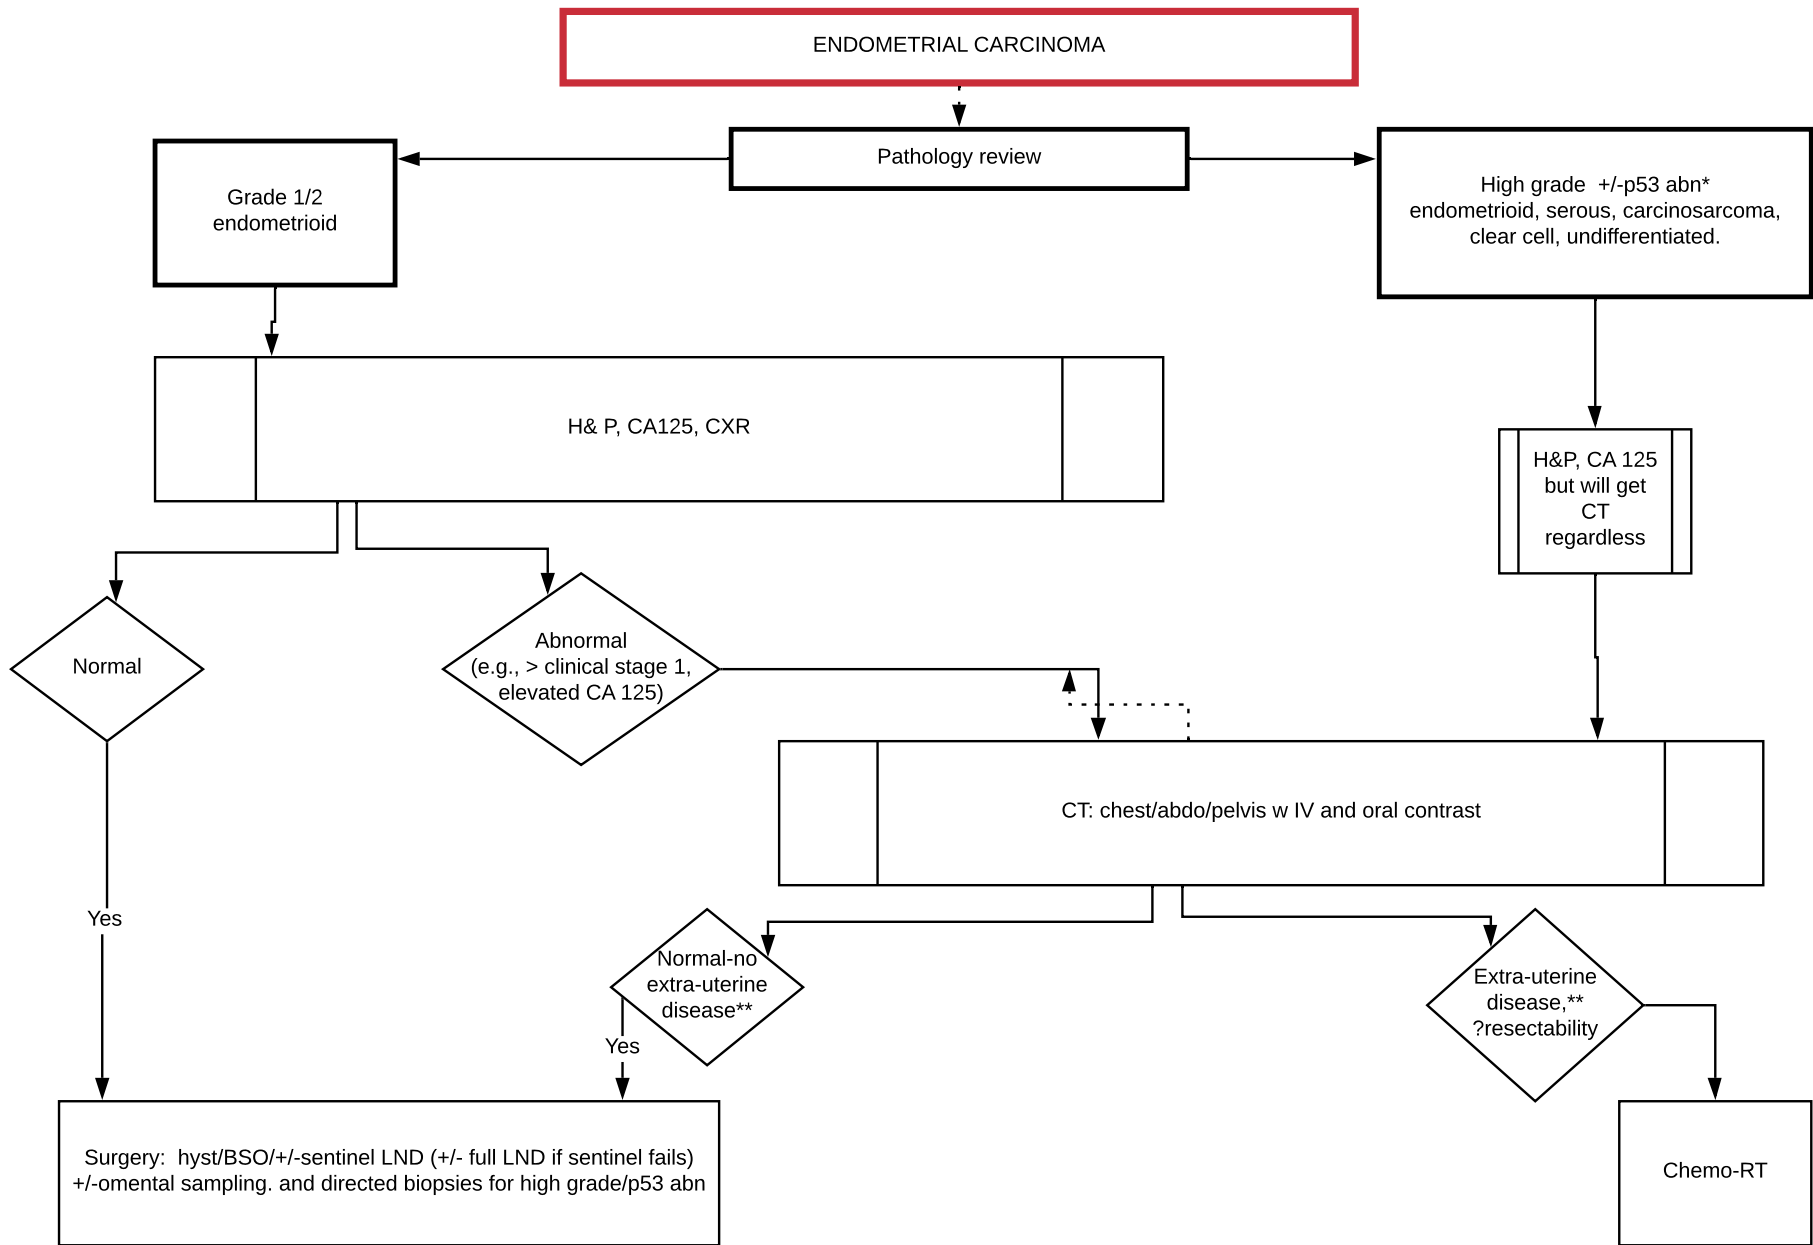 ENDOMETRIAL CARCINOMA
Pathology review
Grade 1/2
endometrioid
High grade  +/-p53 abn*
endometrioid, serous, carcinosarcoma,
clear cell, undifferentiated.
H& P, CA125, CXR
H&P, CA 125
but will get
CT
regardless
Normal
Abnormal
(e.g., > clinical stage 1,
elevated CA 125)
CT: chest/abdo/pelvis w IV and oral contrast
Yes
Normal-no
extra-uterine
disease**
Extra-uterine
disease,**
?resectability
Yes
Surgery:  hyst/BSO/+/-sentinel LND (+/- full LND if sentinel fails)
+/-omental sampling. and directed biopsies for high grade/p53 abn
Chemo-RT